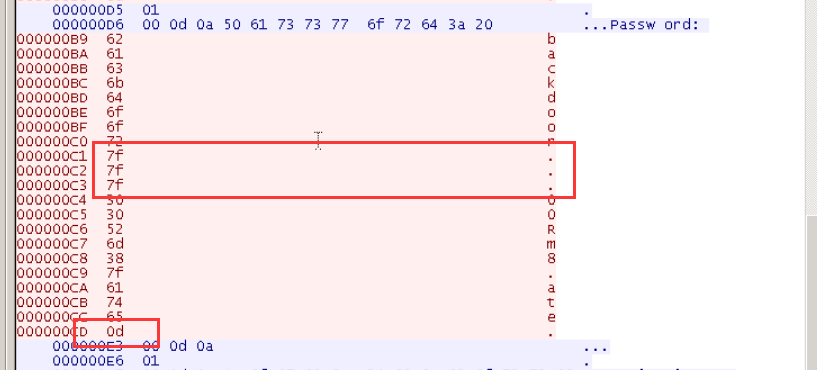 000000D5 01 .
000000D6 00 0d 0a 50 61 73 73 77 6f 72 64 3a 20 ...Passw ord:
000000B9 62 b
000000BA 61 a
000000BB 63 c
000000BC 6b k
000000BD 64 d
000000BE 6f o
000000BF 6f o
000000C0 72 r
000000C1 7f .
000000C2 7f .
000000C3 7f .
000000C4 30 0
000000C5 30 0
000000C6 52 R
000000C7 6d m
000000C8 38 8
000000C9 7f .
000000CA 61 a
000000CB 74 t
000000CC 65 e
000000CD 0d .
000000E3 00 0d 0a ...
000000E6 01 .